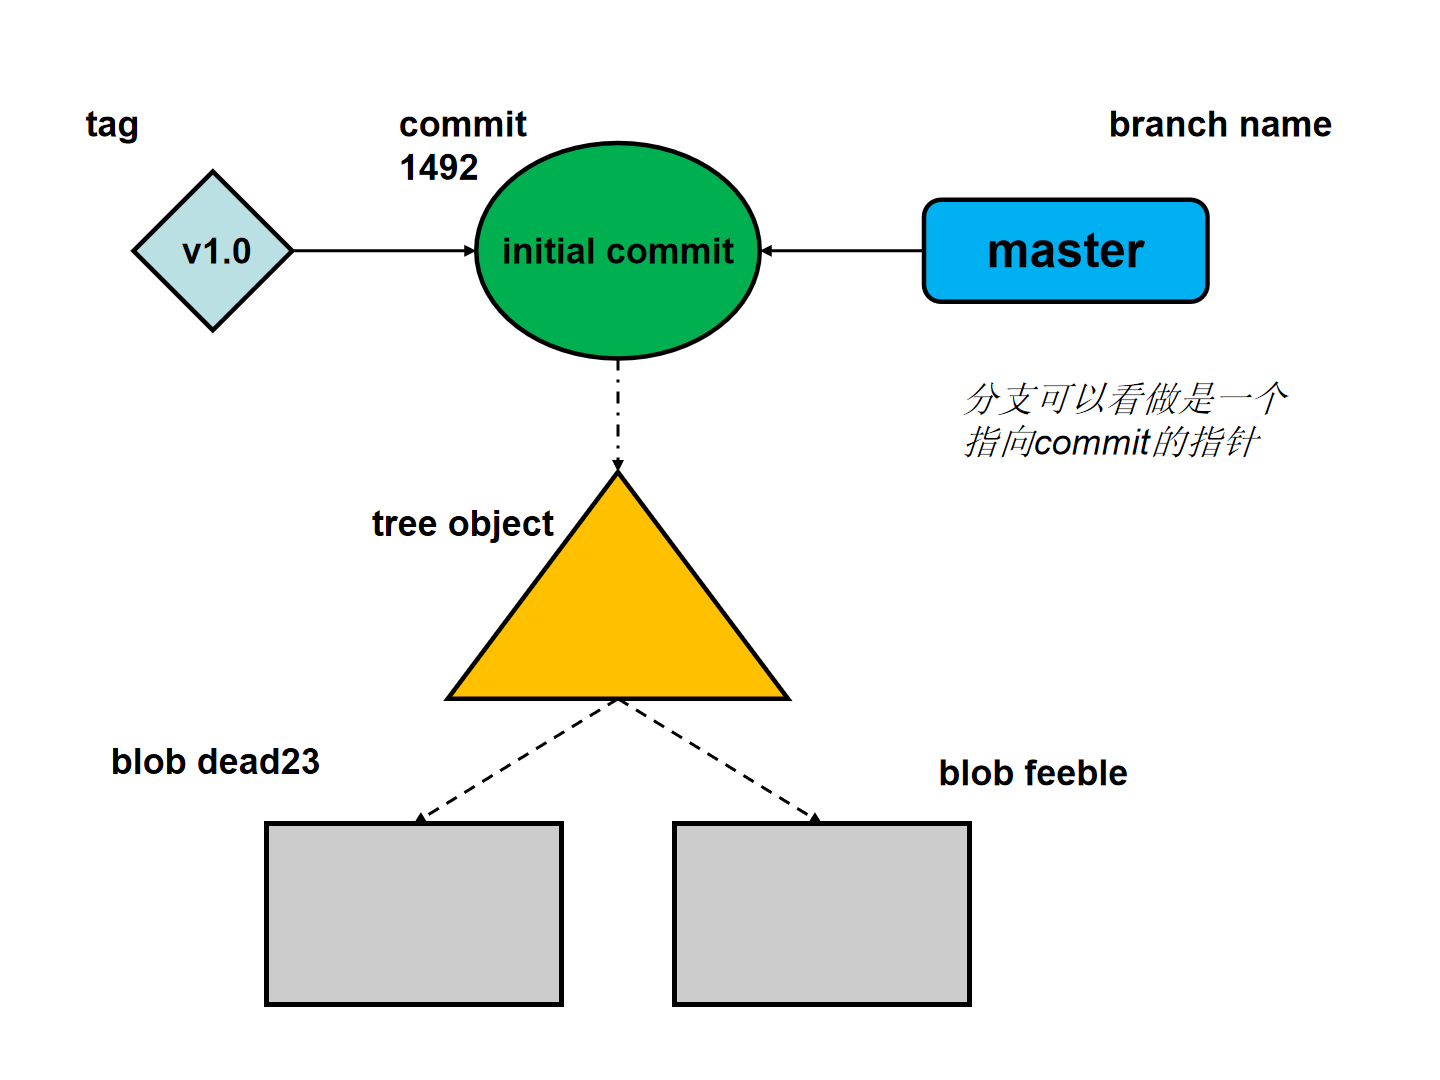 tag
commit
1492
branch name
v1.0
initial commit
master
分支可以看做是一个
指向commit的指针
tree object
blob dead23
blob feeble